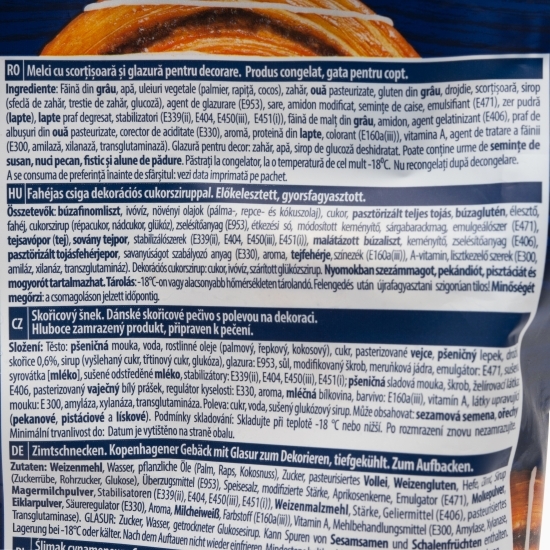 RO Melci cu scorțișoară și glazură pentru decorare. Produs congelat, gata pentru copt.
Ingrediente: Făină din grâu, apă, uleiuri vegetale (palmier, rapiță, cocos), zahăr, ouă pasteurizate, gluten din grâu, drojdie, scorțișoară, sirop
(sfeclă de zahăr, trestie de zahăr, glucoză), agent de glazurare (E953), sare, amidon modificat, semințe de caise, emulsifiant (E471), zer pudră
(lapte), lapte praf degresat, stabilizatori (E339(ii), E404, E450(iii), E451(i)), făină de malț din grâu, amidon, agent gelatinizant (E406), praf de
albușuri din ouă pasteurizate, corector de aciditate (E330), aromă, proteină din lapte, colorant (E160a(iii)), vitamina A, agent de tratare a făinii
(E300, amilază, xilanază, transglutaminază). Glazură pentru decor: zahăr, apă, sirop de glucoză deshidratat. Poate conține urme de semințe de
susan, nuci pecan, fistic și alune de pădure. Păstrați la congelator, la o temperatură de cel mult -18°C. Nu recongelați după decongelare.
A se consuma de preferință înainte de sfârșitul: vezi data imprimată pe pachet.
HU Fahéjas csiga dekorációs cukorsziruppal. Előkelesztett, gyorsfagyasztott.
Összetevők: búzafinomliszt, ivóvíz, növényi olajok (pálma-, repce- és kókuszolaj), cukor, pasztörizált teljes tojás, búzaglutén, élesztő,
fahéj, cukorszirup (répacukor, nádcukor, glükóz), zselésítőanyag (E953), étkezési só, módosított keményítő, sárgabarackmag, emulgeálószer (E471),
tejsavópor (tej), sovány tejpor, stabilizálószerek (E339(ii), E404, E450(iii), E451(i)), malátázott búzaliszt, keményítő, zselésítőanyag (E406),
pasztörizált tojásfehérjepor, savanyúságot szabályozó anyag (E330), aroma, tejfehérje, színezék (E160a(iii)), A-vitamin, lisztkezelő szerek (E300,
amiláz, xilanáz, transzglutamináz). Dekorációs cukorszirup: cukor, ivóvíz, szárított glükózszirup. Nyomokban szezámmagot, pekándiót, pisztáciát és
mogyorót tartalmazhat. Tárolás: -18°C-on vagy alacsonyabb hőmérsékleten tárolandó. Felengedés után újrafagyasztani szigorúan tilos! Minőségét
megőrzi: a csomagoláson jelzett időpontig.
CZ Skořicový šnek. Dánské skořicové pečivo s polevou na dekoraci.
Hluboce zamrazený produkt, připraven k pečení.
Složení: Těsto: pšeničná mouka, voda, rostlinné oleje (palmový, řepkový, kokosový), cukr, pasterizované vejce, pšeničný lepek,
skořice 0,6%, sirup (vyšlehaný cukr, třtinový cukr, glukóza), glazura: E953, sůl, modifikovaný škrob, meruňková jádra, emulgátor: E471,
syrovátka [mléko], sušené odstředěné mléko, stabilizátory: E339(ii), E404, E450(iii), E451(i); pšeničná sladová mouka, škrob, želírovací
E406, pasterizovaný vaječný bílý prášek, regulátor kyselosti: E330, aroma, mléčná bílkovina, barvivo: E160a(iii), vitamín A, látky upravující
mouku: E 300, amyláza, xylanáza, transglutamináza. Poleva: cukr, voda, sušený glukózový sirup. Může obsahovat: sezamová semena, ořechy
(pekanové, pistáciové a lískové). Podmínky skladování: Skladujte při teplotě -18 °C nebo nižší. Po rozmrazení znovu nezamrazujte.
Minimální trvanlivost do: Datum je vytištěno na straně obalu.
DE Zimtschnecken. Kopenhagener Gebäck mit Glasur zum Dekorieren, tiefgekühlt. Zum Aufbacken.
Zutaten: Weizenmehl, Wasser, pflanzliche Öle (Palm, Raps, Kokosnuss), Zucker, pasteurisiertes Vollei, Weizengluten, Hefe, Zimt, Sirup
(Zuckerrübe, Rohrzucker, Glukose), Überzugsmittel (E953), Speisesalz, modifizierte Stärke, Aprikosenkerne, Emulgator (E471), Molkepulver,
Magermilchpulver, Stabilisatoren (E339(ii), E404, E450(iii), E451(i)), Weizenmalzmehl, Stärke, Geliermittel (E406), pasteurisiertes
Eiklarpulver, Säureregulator (E330), Aroma, Milcheiweiß, Farbstoff (E160a(iii)), Vitamin A, Mehlbehandlungsmittel (E300, Amylase, Xylanase,
Transglutaminase). GLASUR: Zucker, Wasser, getrockneter Glukosesirup. Kann Spuren von Sesamsamen und Schalenfrüchten enthalten.
Lagerung bei -18°C oder kälter. Nach dem Auftauen nicht wieder einfrieren.
Ślimak